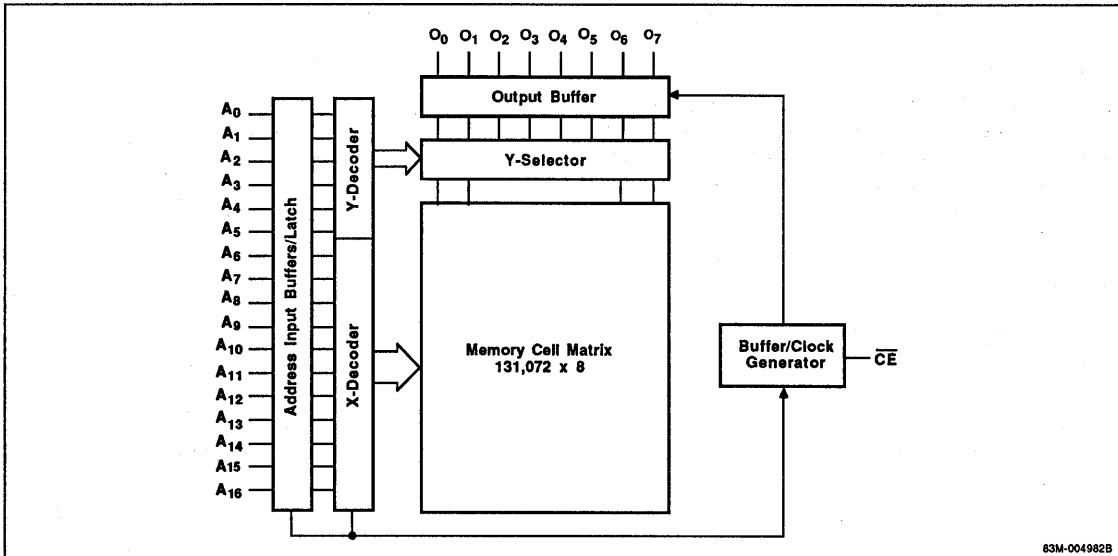 O0 O1 O2 O3 O4 O5 O6 O7
Output Buffer
Y-Selector
A0
A1
A2
A3
A4
A5
A6
A7
A8
A9
A10
A11
A12
A13
A14
A15
A16
Address Input Buffers/Latch
Y-Decoder
X-Decoder
Memory Cell Matrix
131,072 x 8
Buffer/Clock
Generator
CE
83M-004982B